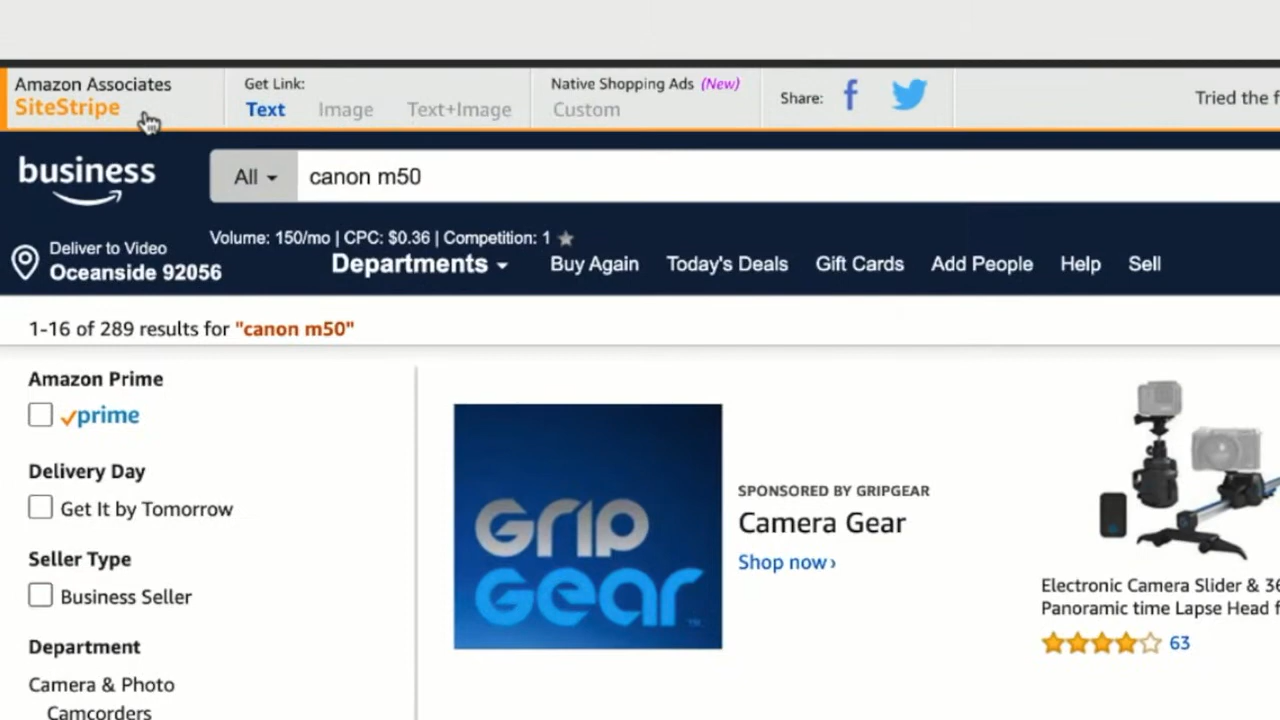 Amazon Associates
SiteStripe
Get Link:
Text Image Text+Image
Native Shopping Ads (New)
Custom
Share:
Tried the f
business
All
canon m50
Deliver to Video
Oceanside 92056
Volume: 150/mo | CPC: $0.36 | Competition: 1
Departments Buy Again Today's Deals Gift Cards Add People Help Sell
1-16 of 289 results for "canon m50"
Amazon Prime
prime
Delivery Day
Get It by Tomorrow
Seller Type
Business Seller
Department
Camera & Photo
Camcorders
GRIP
GEAR
SPONSORED BY GRIPGEAR
Camera Gear
Shop now ›
Electronic Camera Slider & 36
Panoramic time Lapse Head f
63